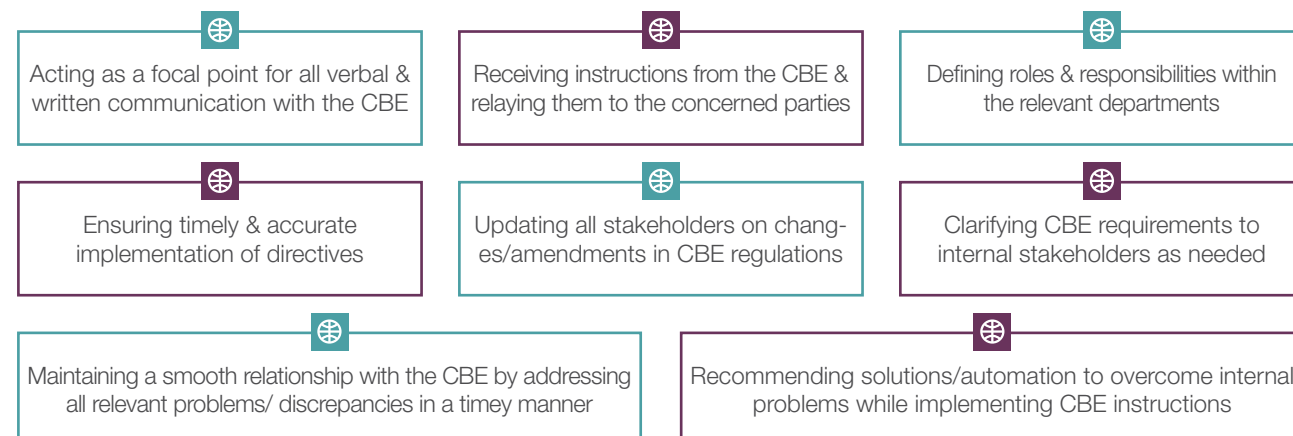 Acting as a focal point for all verbal &
written communication with the CBE
Receiving instructions from the CBE &
relaying them to the concerned parties
Defining roles & responsibilities within
the relevant departments
Ensuring timely & accurate
implementation of directives
Updating all stakeholders on chang-
es/amendments in CBE regulations
Clarifying CBE requirements to
internal stakeholders as needed
Maintaining a smooth relationship with the CBE by addressing
all relevant problems/ discrepancies in a timey manner
Recommending solutions/automation to overcome internal
problems while implementing CBE instructions